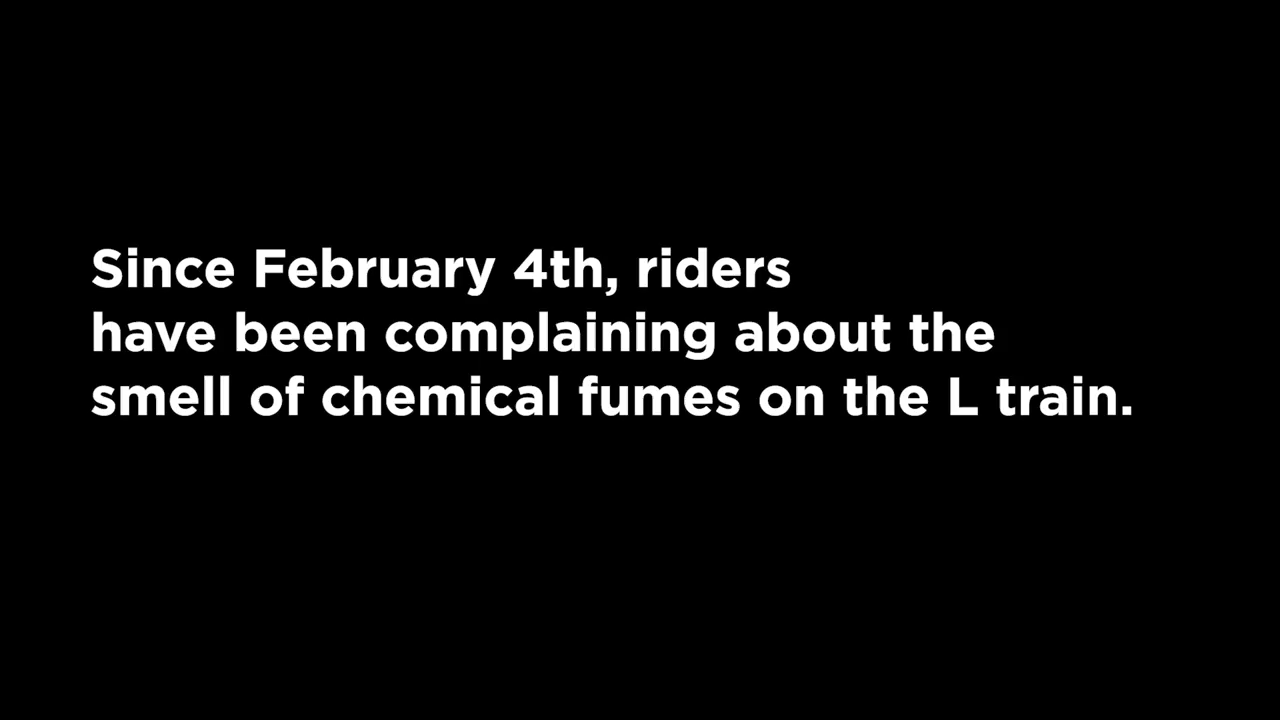 Since February 4th, riders
have been complaining about the
smell of chemical fumes on the L train.